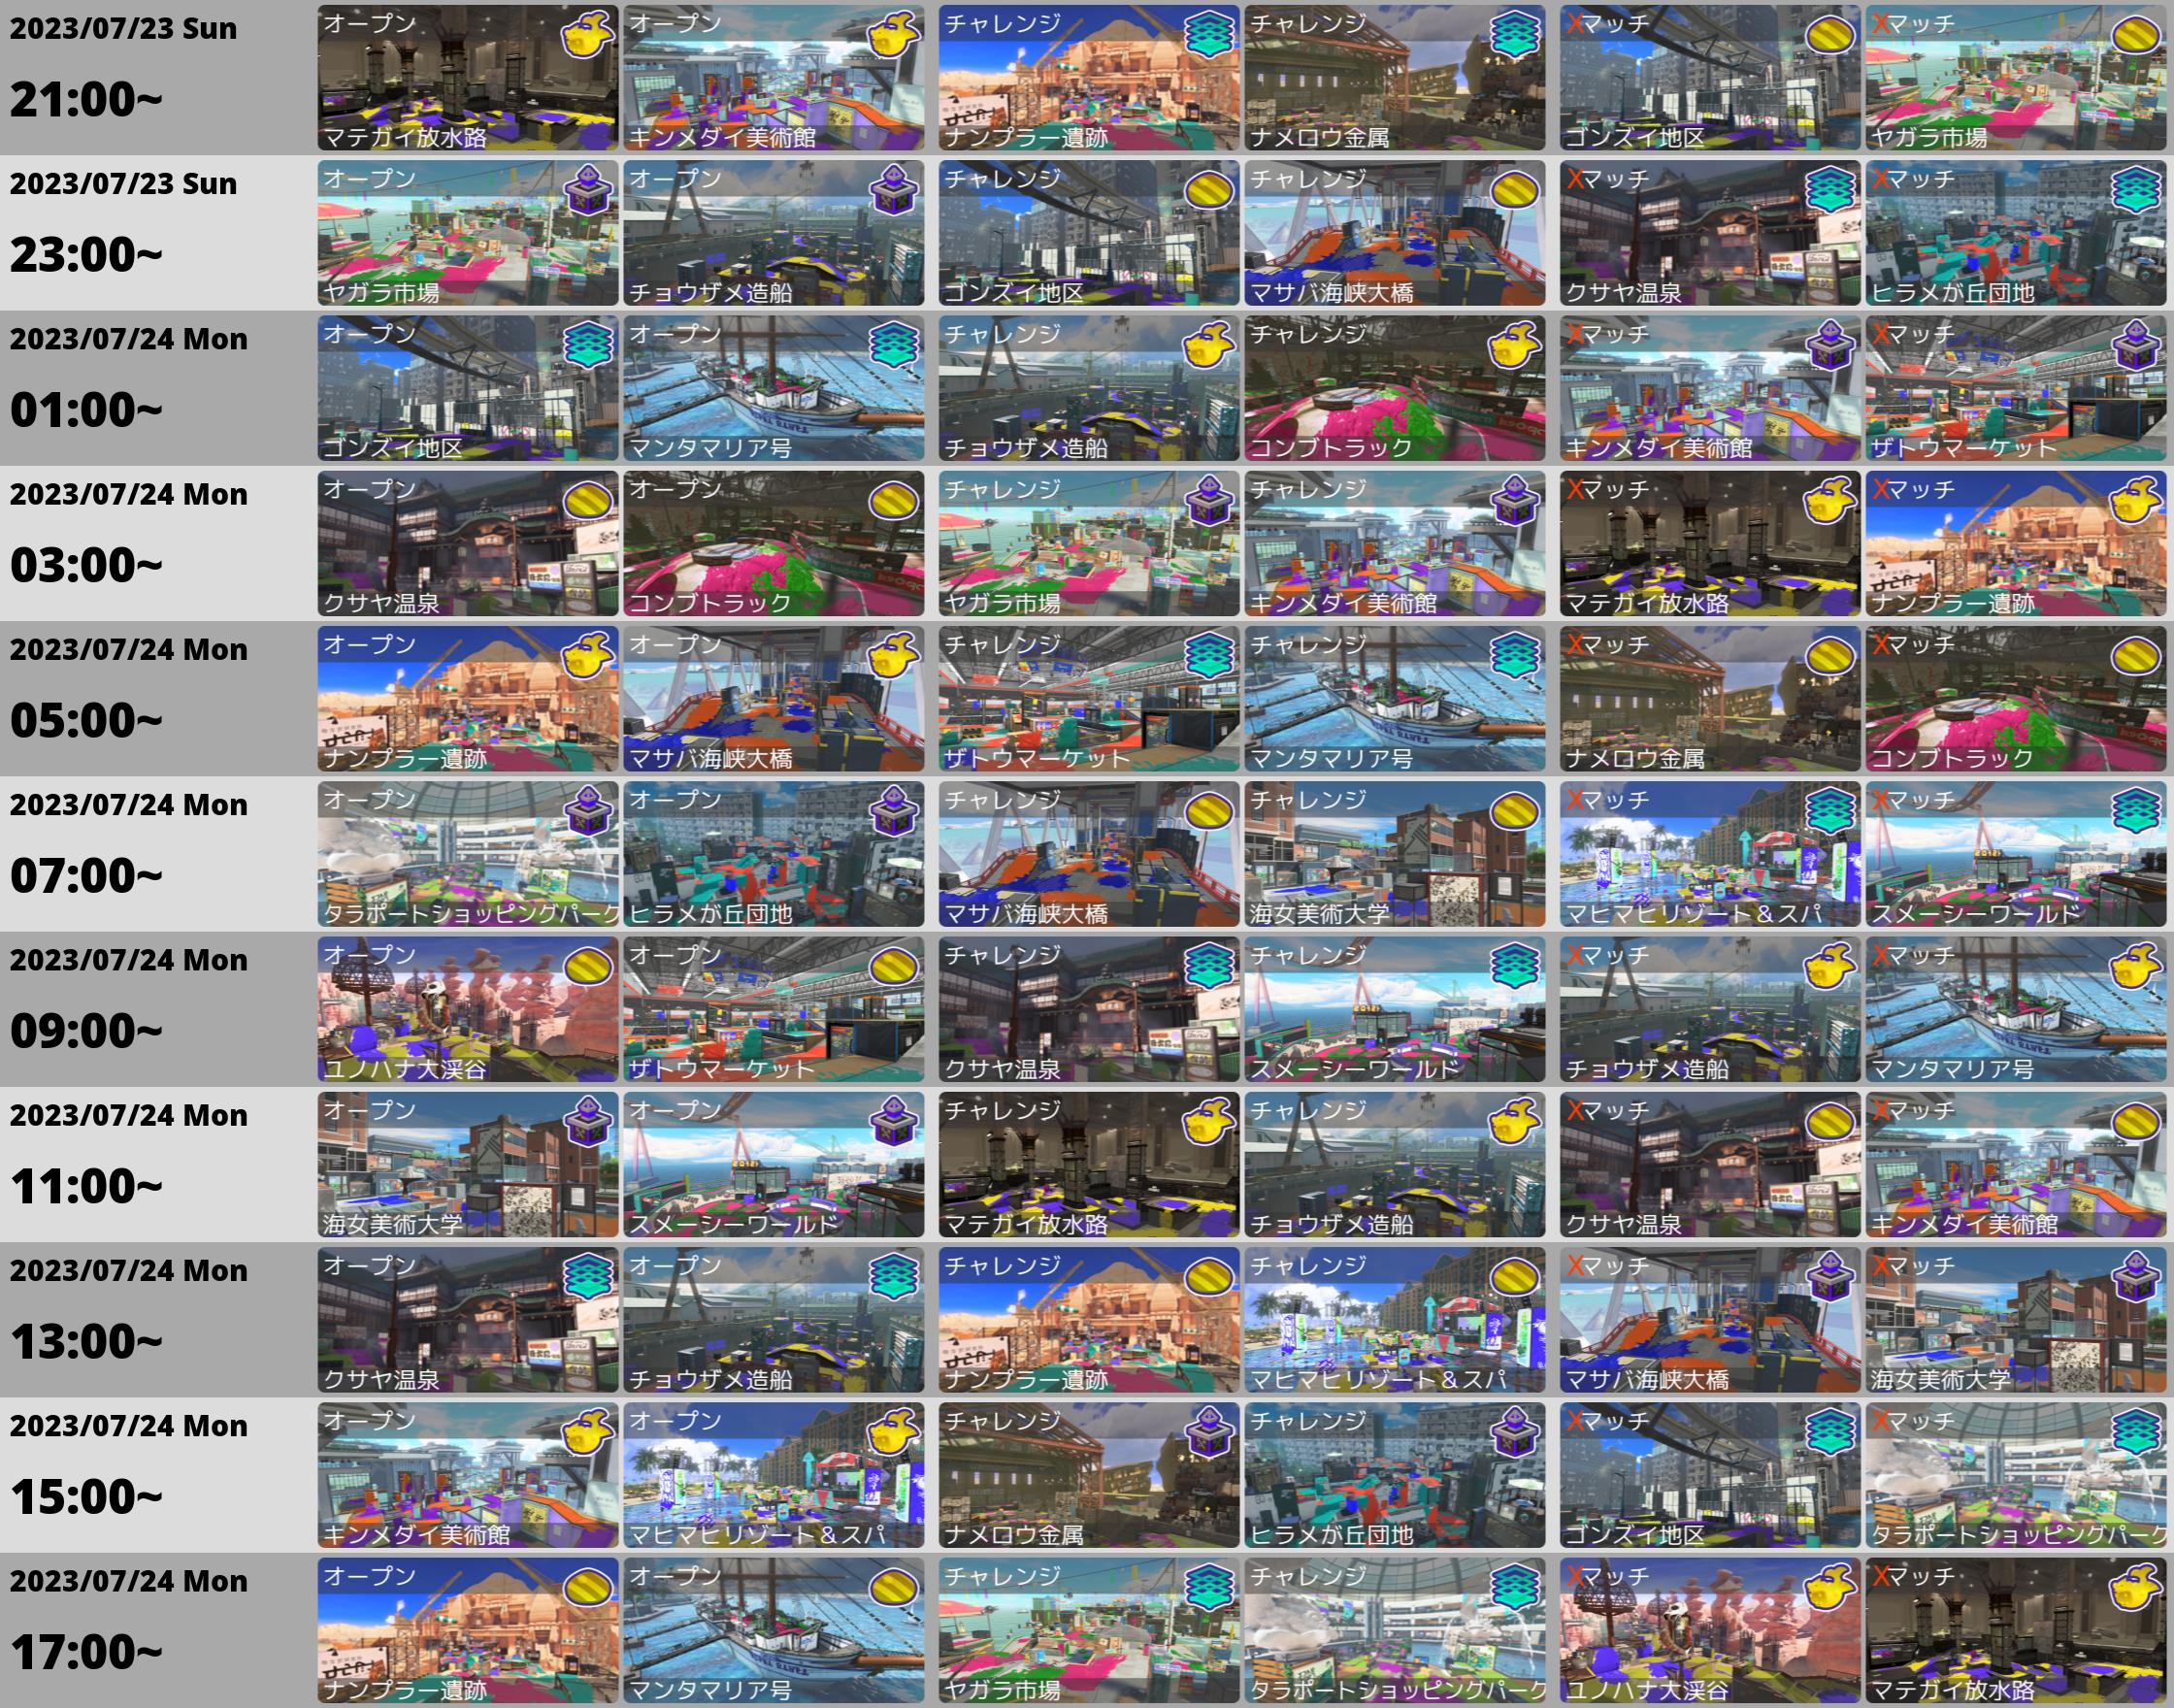 2023/07/23 Sun
21:00~
オープン
マテガイ放水路
オープン
キンメダイ美術館
チャレンジ
ナンプラー遺跡
チャレンジ
ナメロウ金属
Xマッチ
ゴンズイ地区
Xマッチ
ヤガラ市場
2023/07/23 Sun
23:00~
オープン
ヤガラ市場
オープン
チョウザメ造船
チャレンジ
ゴンズイ地区
チャレンジ
マサバ海峡大橋
Xマッチ
クサヤ温泉
Xマッチ
ヒラメが丘団地
2023/07/24 Mon
01:00~
オープン
ゴンズイ地区
オープン
マンタマリア号
チャレンジ
チョウザメ造船
チャレンジ
コンブトラック
Xマッチ
キンメダイ美術館
Xマッチ
ザトウマーケット
2023/07/24 Mon
03:00~
オープン
クサヤ温泉
オープン
コンブトラック
チャレンジ
ヤガラ市場
チャレンジ
キンメダイ美術館
Xマッチ
マテガイ放水路
Xマッチ
ナンプラー遺跡
2023/07/24 Mon
05:00~
オープン
ナンプラー遺跡
オープン
マサバ海峡大橋
チャレンジ
ザトウマーケット
チャレンジ
マンタマリア号
Xマッチ
ナメロウ金属
Xマッチ
コンブトラック
2023/07/24 Mon
07:00~
オープン
タラポートショッピングパーク
オープン
ヒラメが丘団地
チャレンジ
マサバ海峡大橋
チャレンジ
海女美術大学
Xマッチ
マヒマヒリゾート＆スパ
Xマッチ
スメーシーワールド
2023/07/24 Mon
09:00~
オープン
ユノハナ大渓谷
オープン
ザトウマーケット
チャレンジ
クサヤ温泉
チャレンジ
スメーシーワールド
Xマッチ
チョウザメ造船
Xマッチ
マンタマリア号
2023/07/24 Mon
11:00~
オープン
海女美術大学
オープン
スメーシーワールド
チャレンジ
マテガイ放水路
チャレンジ
チョウザメ造船
Xマッチ
クサヤ温泉
Xマッチ
キンメダイ美術館
2023/07/24 Mon
13:00~
オープン
クサヤ温泉
オープン
チョウザメ造船
チャレンジ
ナンプラー遺跡
チャレンジ
マヒマヒリゾート＆スパ
Xマッチ
マサバ海峡大橋
Xマッチ
海女美術大学
2023/07/24 Mon
15:00~
オープン
キンメダイ美術館
オープン
マヒマヒリゾート＆スパ
チャレンジ
ナメロウ金属
チャレンジ
ヒラメが丘団地
Xマッチ
ゴンズイ地区
Xマッチ
タラポートショッピングパーク
2023/07/24 Mon
17:00~
オープン
ナンプラー遺跡
オープン
マンタマリア号
チャレンジ
ヤガラ市場
チャレンジ
タラポートショッピングパーク
Xマッチ
ユノハナ大渓谷
Xマッチ
マテガイ放水路